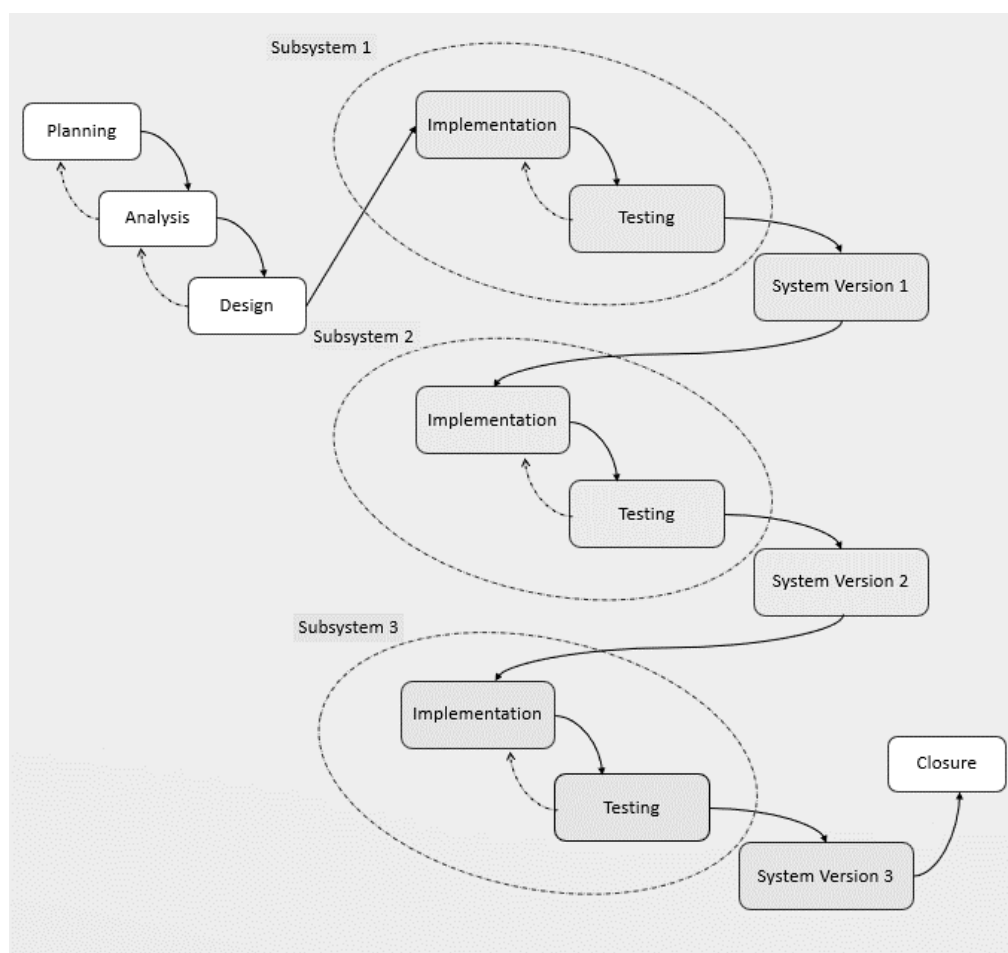 Subsystem 1
Planning
Implementation
Analysis
Testing
Design
System Version 1
Subsystem 2
Implementation
Testing
System Version 2
Subsystem 3
Implementation
Closure
Testing
System Version 3